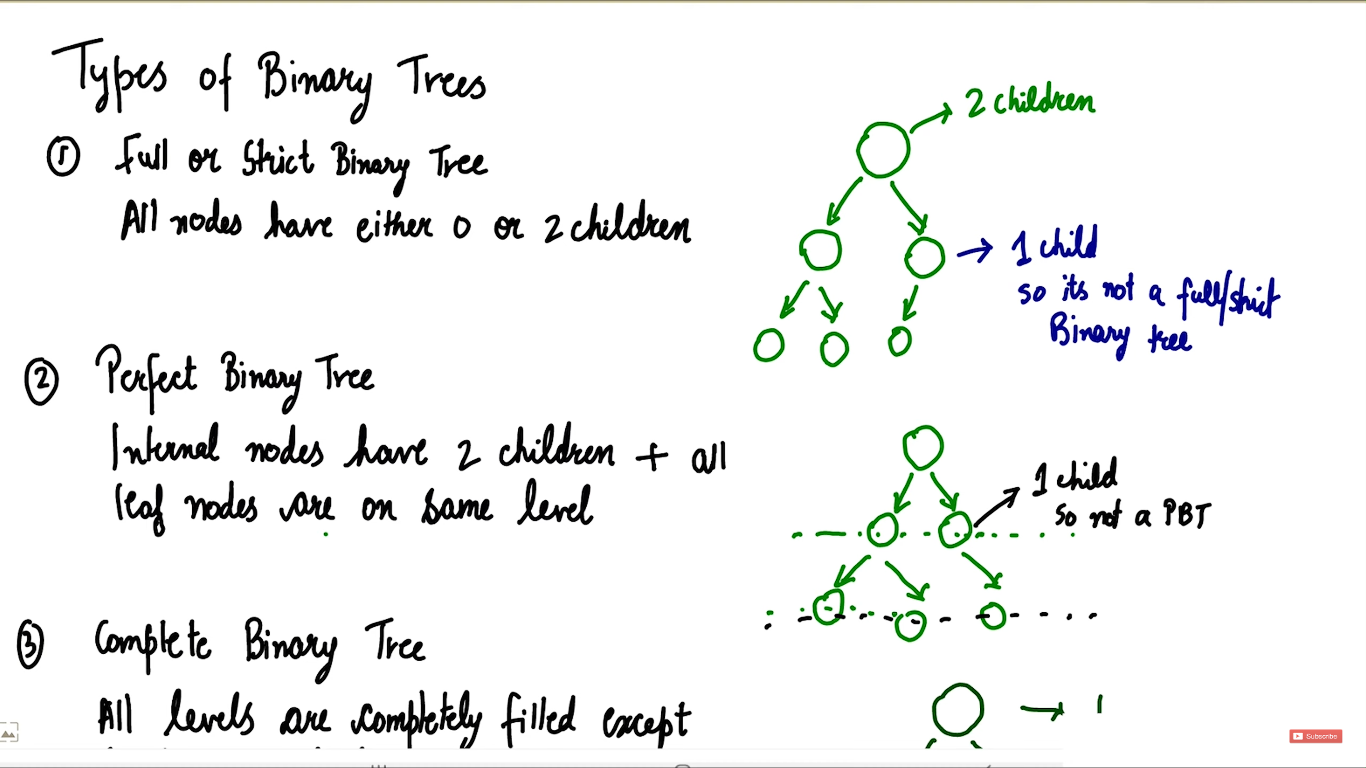 Types of Binary Trees
① Full or Strict Binary Tree
All nodes have either 0 or 2 children
2 children
1 child
so its not a full/strict
Binary tree
② Perfect Binary Tree
Internal nodes have 2 children + all
leaf nodes are on same level
1 child
so not a PBT
③ Complete Binary Tree
All levels are completely filled except
Subscribe